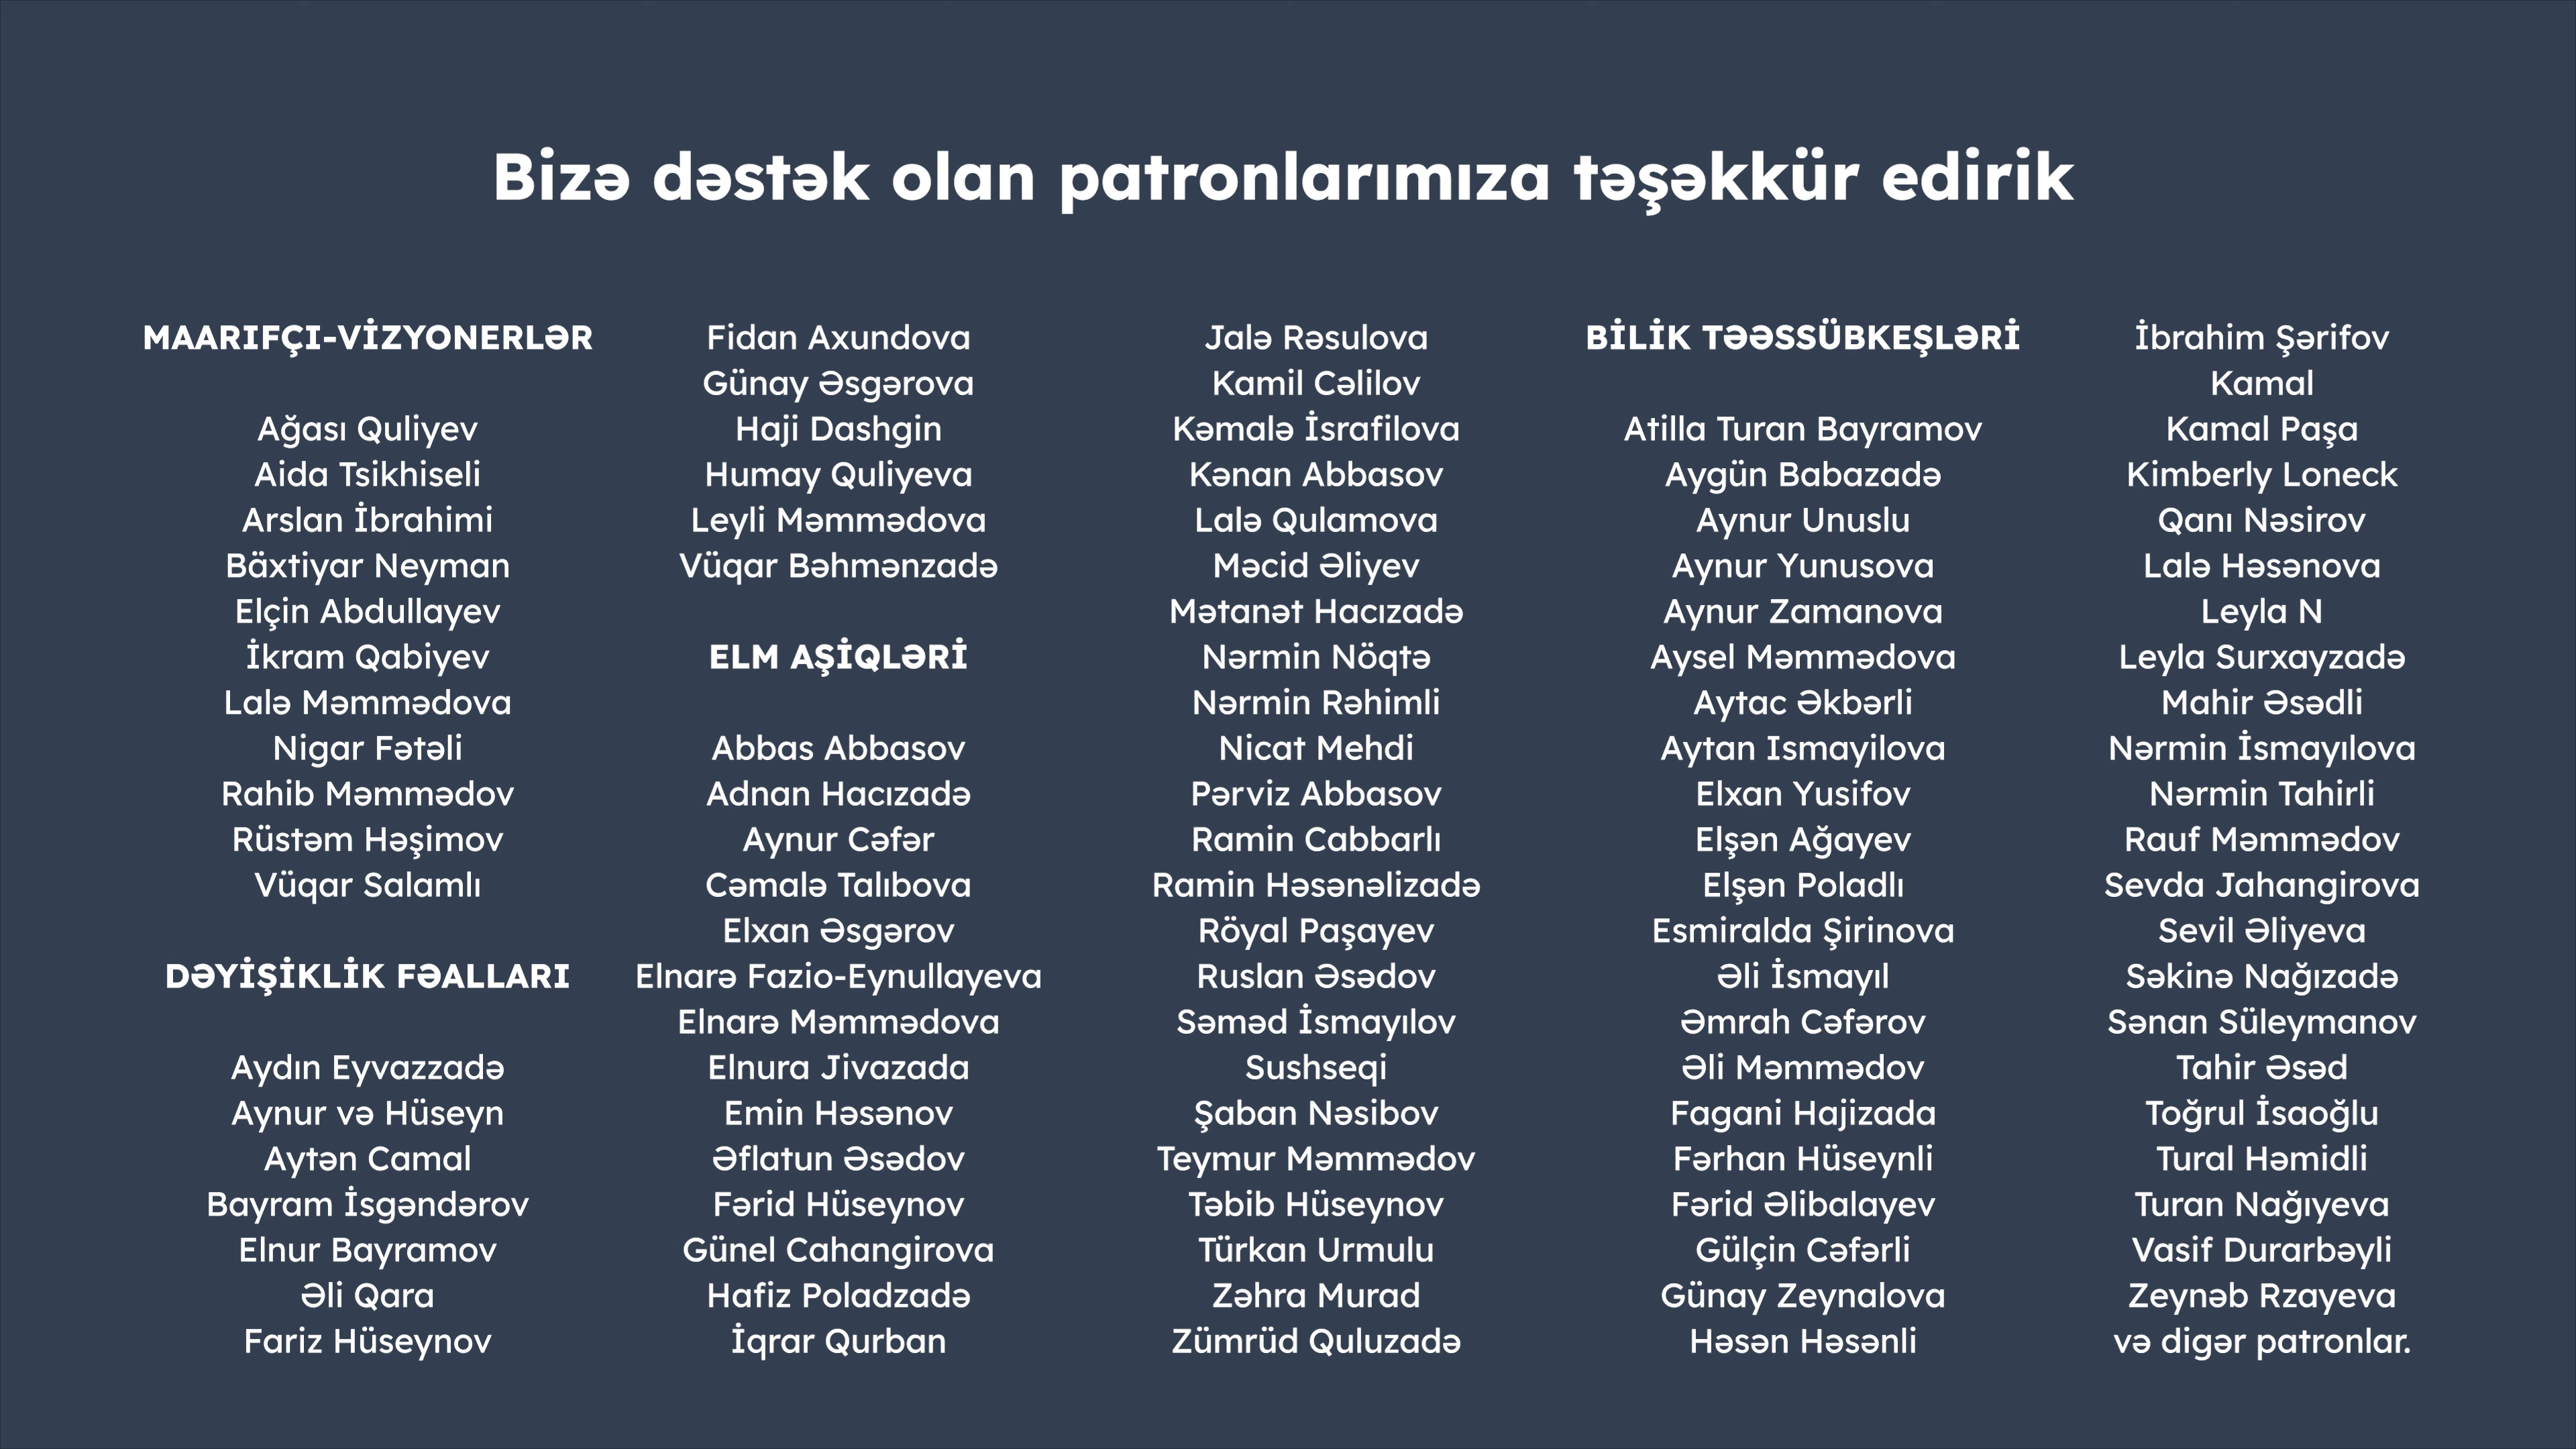 Bizə dəstək olan patronlarımıza təşəkkür edirik
MAARIFÇI-VİZYONERLƏR
Ağası Quliyev
Aida Tsikhiseli
Arslan İbrahimi
Bäxtiyar Neyman
Elçin Abdullayev
İkram Qabiyev
Lalə Məmmədova
Nigar Fətəli
Rahib Məmmədov
Rüstəm Həşimov
Vüqar Salamlı
DƏYİŞİKLİK FƏALLARI
Aydın Eyvazzadə
Aynur və Hüseyn
Aytən Camal
Bayram İsgəndərov
Elnur Bayramov
Əli Qara
Fariz Hüseynov
Fidan Axundova
Günay Əsgərova
Haji Dashgin
Humay Quliyeva
Leyli Məmmədova
Vüqar Bəhmənzadə
ELM AŞİQLƏRİ
Abbas Abbasov
Adnan Hacızadə
Aynur Cəfər
Cəmalə Talıbova
Elxan Əsgərov
Elnarə Fazio-Eynullayeva
Elnarə Məmmədova
Elnura Jivazada
Emin Həsənov
Əflatun Əsədov
Fərid Hüseynov
Günel Cahangirova
Hafiz Poladzadə
İqrar Qurban
Jalə Rəsulova
Kamil Cəlilov
Kəmalə İsrafilova
Kənan Abbasov
Lalə Qulamova
Məcid Əliyev
Mətanət Hacızadə
Nərmin Nöqtə
Nərmin Rəhimli
Nicat Mehdi
Pərviz Abbasov
Ramin Cabbarlı
Ramin Həsənəlizadə
Röyal Paşayev
Ruslan Əsədov
Səməd İsmayılov
Sushseqi
Şaban Nəsibov
Teymur Məmmədov
Təbib Hüseynov
Türkan Urmulu
Zəhra Murad
Zümrüd Quluzadə
BİLİK TƏƏSSÜBKEŞLƏRİ
Atilla Turan Bayramov
Aygün Babazadə
Aynur Unuslu
Aynur Yunusova
Aynur Zamanova
Aysel Məmmədova
Aytac Əkbərli
Aytan Ismayilova
Elxan Yusifov
Elşən Ağayev
Elşən Poladlı
Esmiralda Şirinova
Əli İsmayıl
Əmrah Cəfərov
Əli Məmmədov
Fagani Hajizada
Fərhan Hüseynli
Fərid Əlibalayev
Gülçin Cəfərli
Günay Zeynalova
Həsən Həsənli
İbrahim Şərifov
Kamal
Kamal Paşa
Kimberly Loneck
Qanı Nəsirov
Lalə Həsənova
Leyla N
Leyla Surxayzadə
Mahir Əsədli
Nərmin İsmayılova
Nərmin Tahirli
Rauf Məmmədov
Sevda Jahangirova
Sevil Əliyeva
Səkinə Nağızadə
Sənan Süleymanov
Tahir Əsəd
Toğrul İsaoğlu
Tural Həmidli
Turan Nağıyeva
Vasif Durarbəyli
Zeynəb Rzayeva
və digər patronlar.